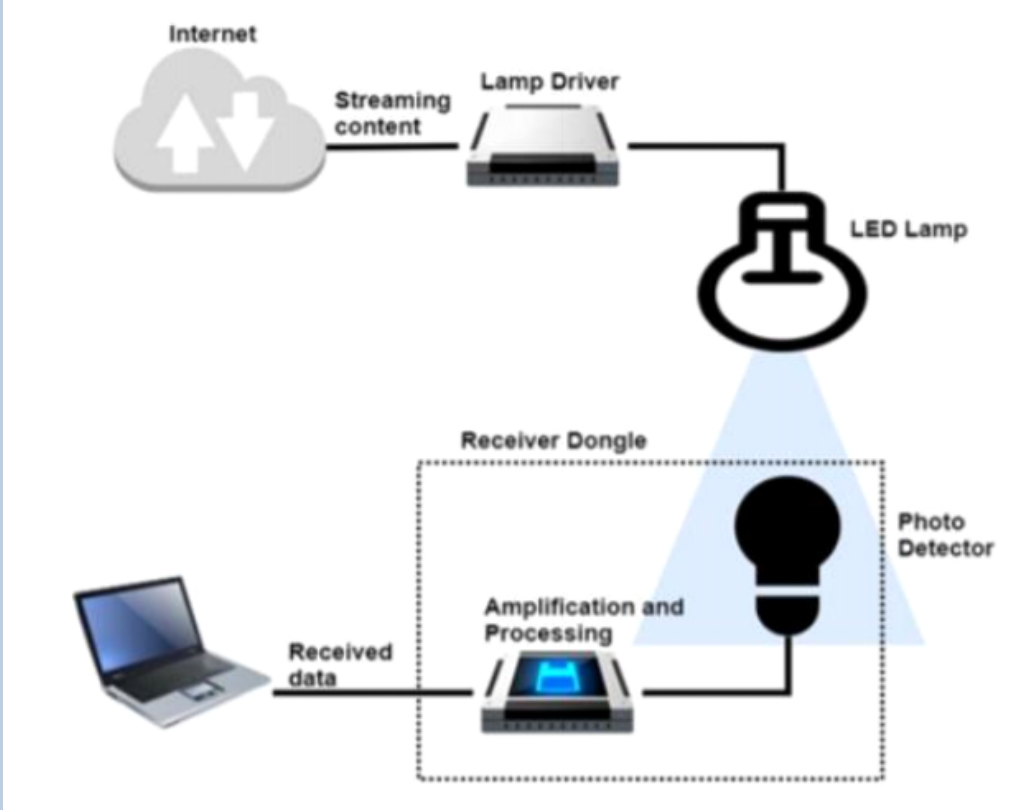 Internet
Lamp Driver
Streaming
content
LED Lamp
Receiver Dongle
Photo
Detector
Amplification and
Processing
Received
data